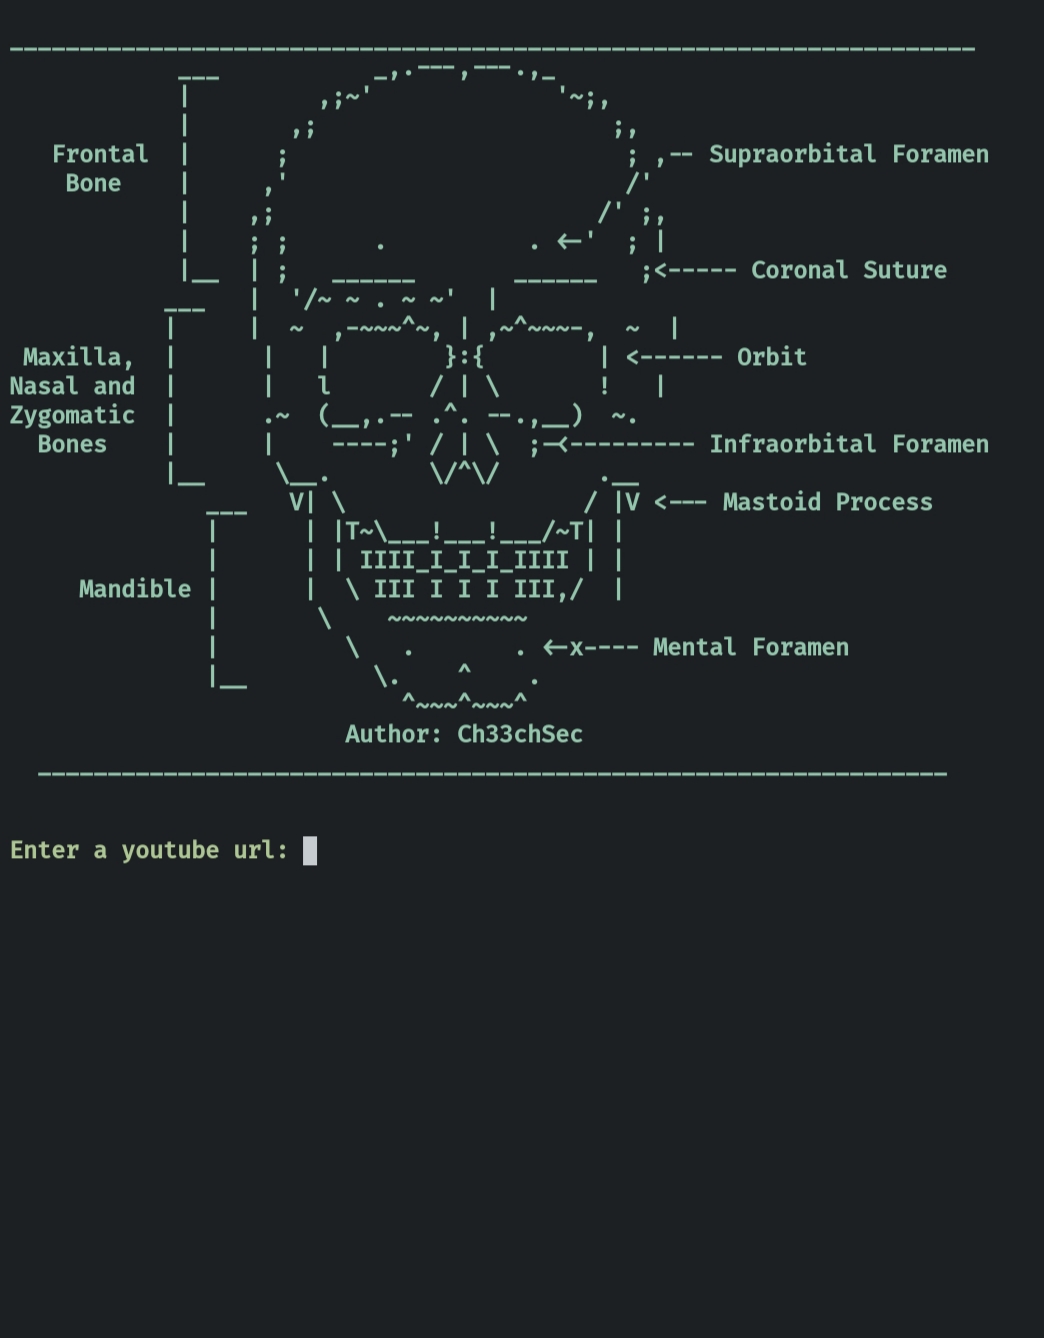 Frontal
Bone
Supraorbital Foramen
Coronal Suture
Maxilla,
Nasal and
Zygomatic
Bones
Orbit
Infraorbital Foramen
Mastoid Process
Mandible
Mental Foramen
Author: Ch33chSec
Enter a youtube url: